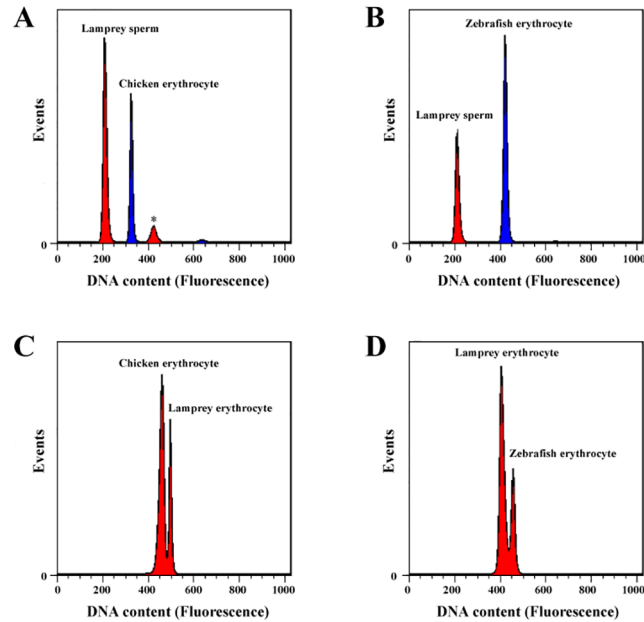 A
Lamprey sperm
Chicken erythrocyte
*
Events
0
0 200 400 600 800 1000
DNA content (Fluorescence)
B
Zebrafish erythrocyte
Lamprey sperm
Events
0
0 200 400 600 800 1000
DNA content (Fluorescence)
C
Chicken erythrocyte
Lamprey erythrocyte
Events
0
0 200 400 600 800 1000
DNA content (Fluorescence)
D
Lamprey erythrocyte
Zebrafish erythrocyte
Events
0
0 200 400 600 800 1000
DNA content (Fluorescence)